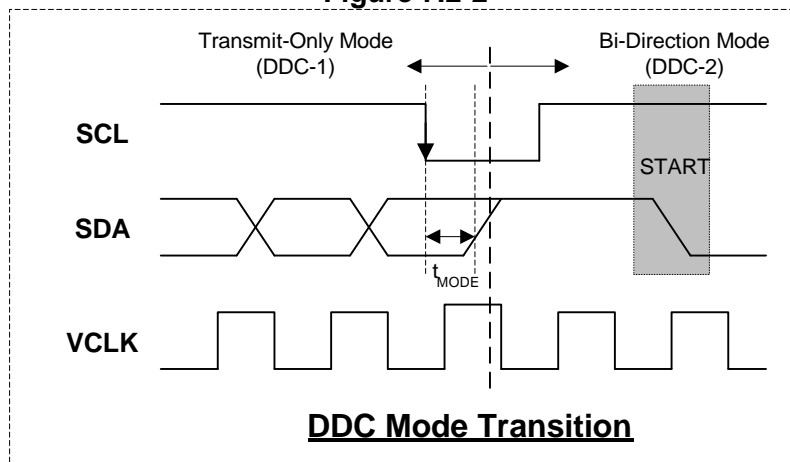 Transmit-Only Mode
(DDC-1)
Bi-Direction Mode
(DDC-2)
SCL
START
SDA
tMODE
VCLK
DDC Mode Transition